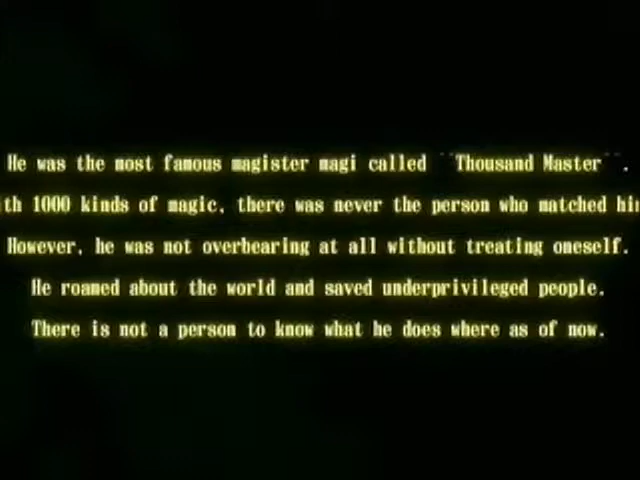 He was the most famous magister magi called ``Thousand Master´´.
th 1000 kinds of magic, there was never the person who matched hi
However, he was not overbearing at all without treating oneself.
He roamed about the world and saved underprivileged people.
There is not a person to know what he does where as of now.